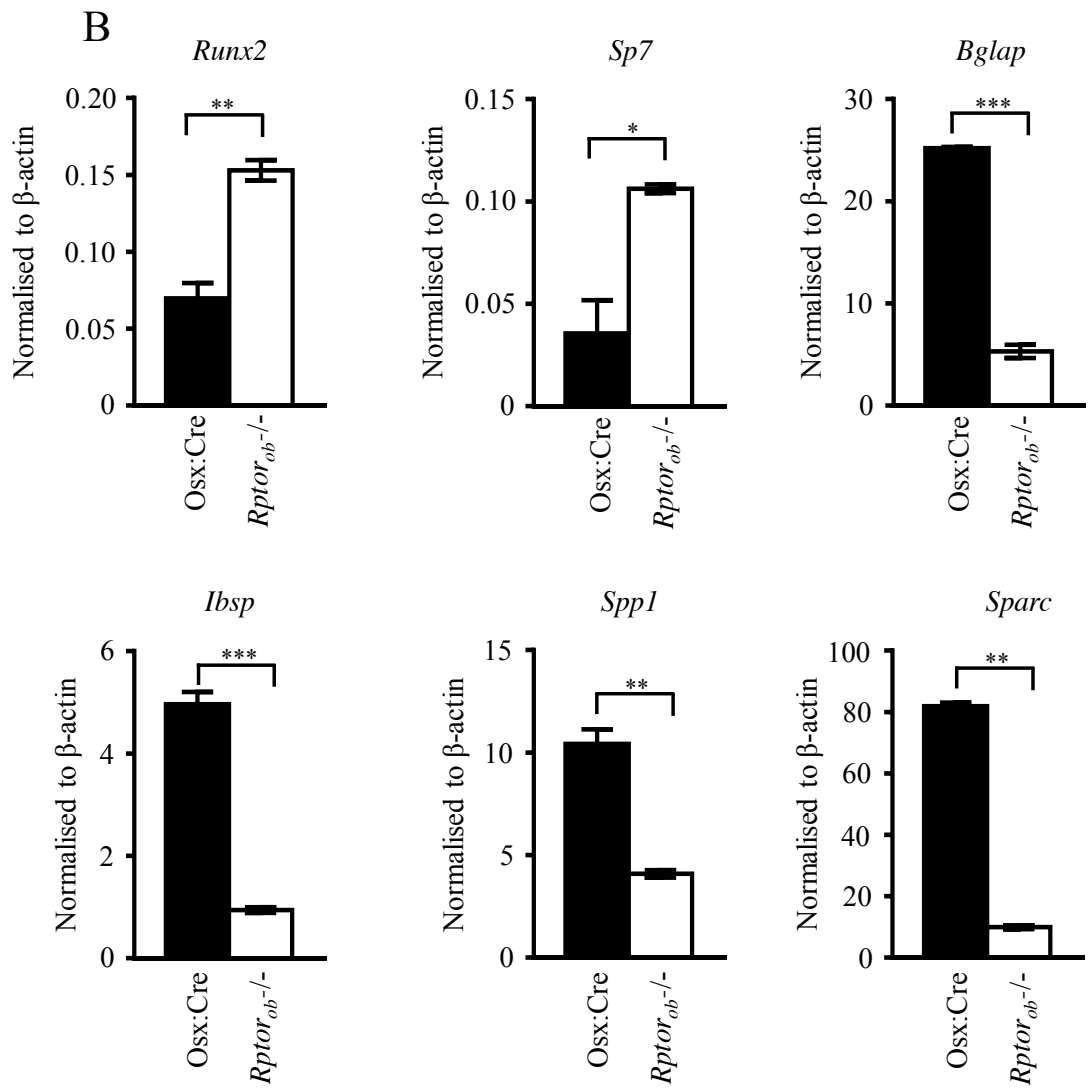 B
Runx2
Normalised to β-actin
0.20
0.15
0.10
0.05
0
**
Osx:Cre
Rptorob-/-
Sp7
Normalised to β-actin
0.15
0.10
0.05
0
*
Osx:Cre
Rptorob-/-
Bglap
Normalised to β-actin
30
20
10
0
***
Osx:Cre
Rptorob-/-
Ibsp
Normalised to β-actin
6
4
2
0
***
Osx:Cre
Rptorob-/-
Spp1
Normalised to β-actin
15
10
5
0
**
Osx:Cre
Rptorob-/-
Sparc
Normalised to β-actin
100
80
60
40
20
0
**
Osx:Cre
Rptorob-/-